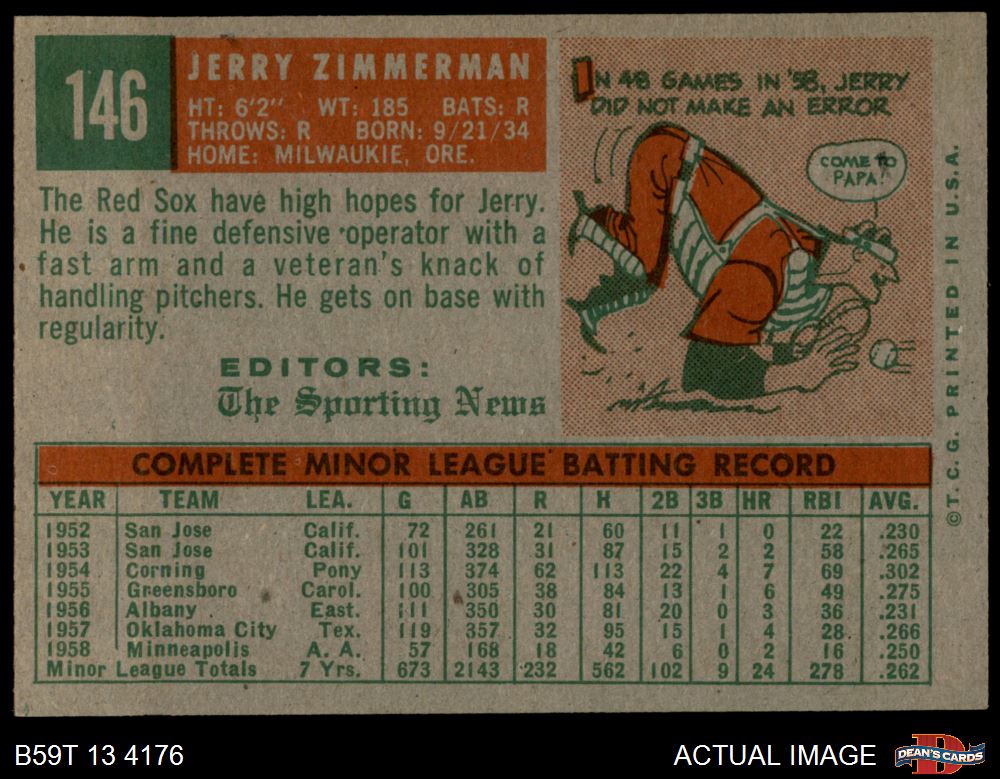 146
JERRY ZIMMERMAN
HT: 6'2" WT: 185 BATS: R
THROWS: R BORN: 9/21/34
HOME: MILWAUKIE, ORE.
The Red Sox have high hopes for Jerry.
He is a fine defensive operator with a
fast arm and a veteran's knack of
handling pitchers. He gets on base with
regularity.
EDITORS:
The Sporting News
IN 48 GAMES IN '58, JERRY
DID NOT MAKE AN ERROR
COME TO
PAPA!
©T.C.G. PRINTED IN U.S.A.
COMPLETE MINOR LEAGUE BATTING RECORD
YEAR TEAM LEA. G AB R H 2B 3B HR RBI AVG.
1952 San Jose Calif. 72 261 21 60 11 1 0 22 .230
1953 San Jose Calif. 101 328 31 87 15 2 2 58 .265
1954 Corning Pony 113 374 62 113 22 4 7 69 .302
1955 Greensboro Carol. 100 305 38 84 13 1 6 49 .275
1956 Albany East. 111 350 30 81 20 0 3 36 .231
1957 Oklahoma City Tex. 119 357 32 95 15 1 4 28 .266
1958 Minneapolis A. A. 57 168 18 42 6 0 2 16 .250
Minor League Totals 7 Yrs. 673 2143 232 562 102 9 24 278 .262
B59T 13 4176
ACTUAL IMAGE
DEAN'S CARDS